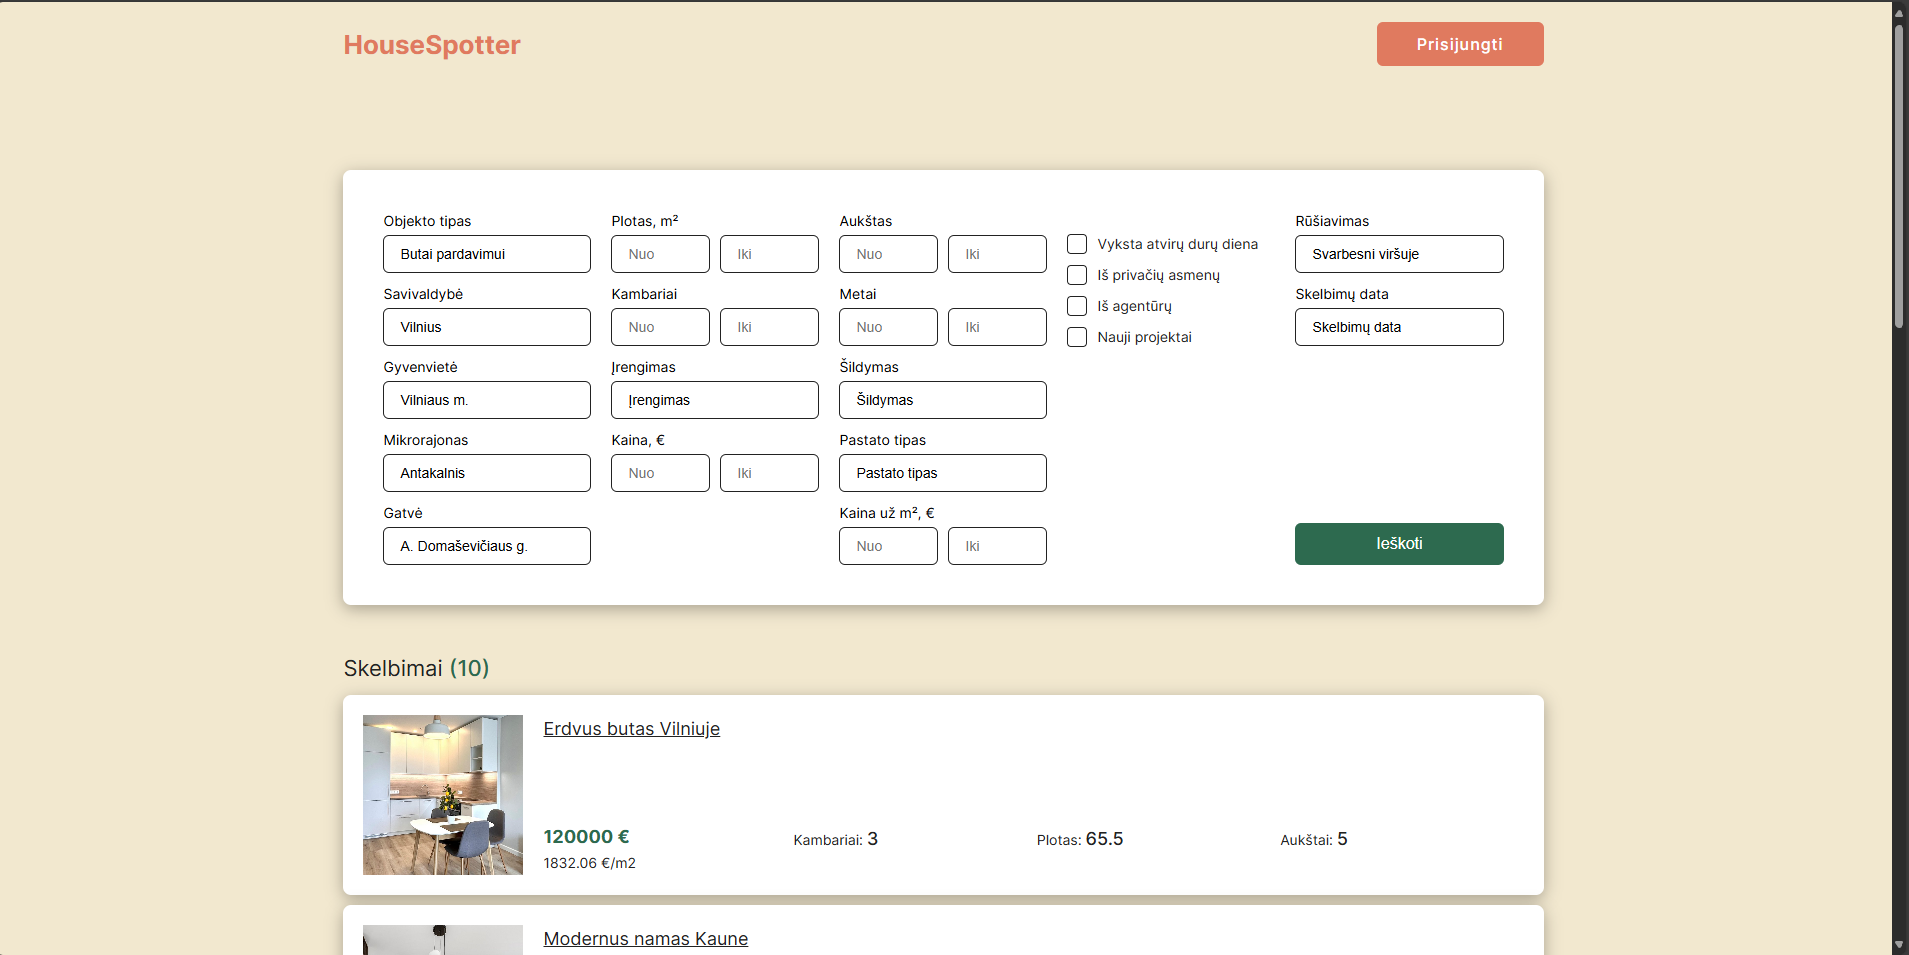 HouseSpotter
Prisijungti
Objekto tipas
Butai pardavimui
Savivaldybė
Vilnius
Gyvenvietė
Vilniaus m.
Mikrorajonas
Antakalnis
Gatvė
A. Domaševičiaus g.
Plotas, m²
Nuo Iki
Kambariai
Nuo Iki
Įrengimas
Įrengimas
Kaina, €
Nuo Iki
Aukštas
Nuo Iki
Metai
Nuo Iki
Šildymas
Šildymas
Pastato tipas
Pastato tipas
Kaina už m², €
Nuo Iki
Vyksta atvirų durų diena
Iš privačių asmenų
Iš agentūrų
Nauji projektai
Rūšiavimas
Svarbesni viršuje
Skelbimų data
Skelbimų data
Ieškoti
Skelbimai (10)
Erdvus butas Vilniuje
120000 €
1832.06 €/m2
Kambariai: 3
Plotas: 65.5
Aukštai: 5
Modernus namas Kaune